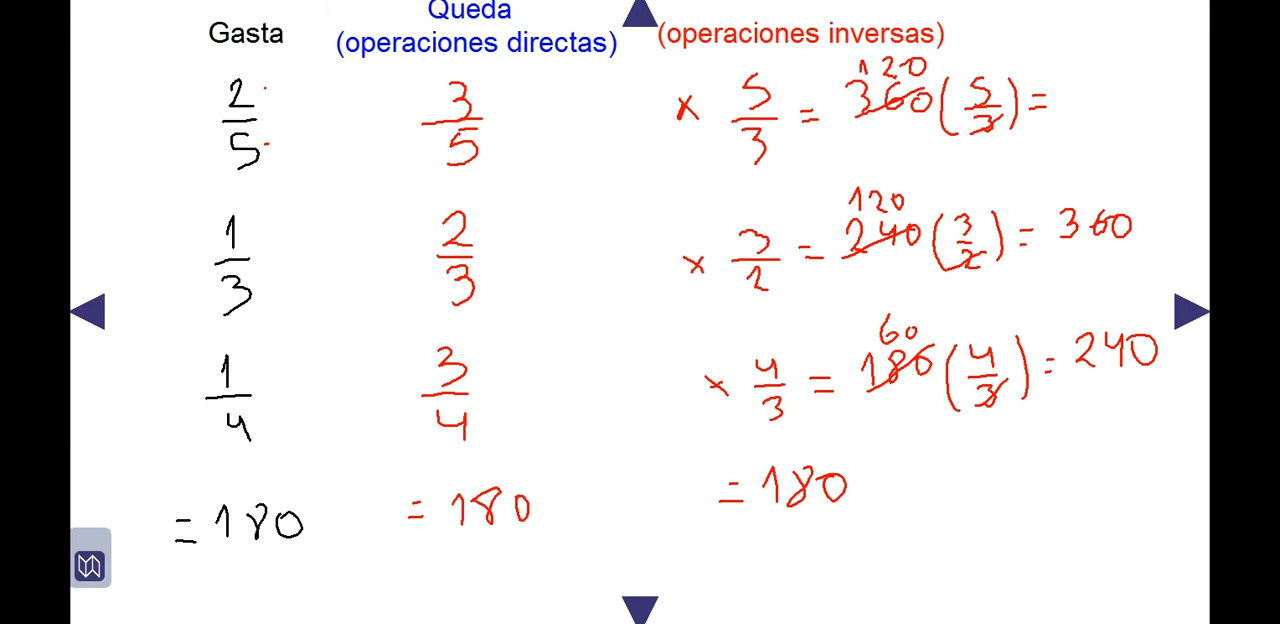 Gasta Queda (operaciones inversas)
(operaciones directas)
2/5 3/5 × 5/3 = 360 120 (5/3) =
1/3 2/3 × 3/2 = 240 120 (3/2) = 360
1/4 3/4 × 4/3 = 180 60 (4/3) = 240
= 180 = 180 = 180